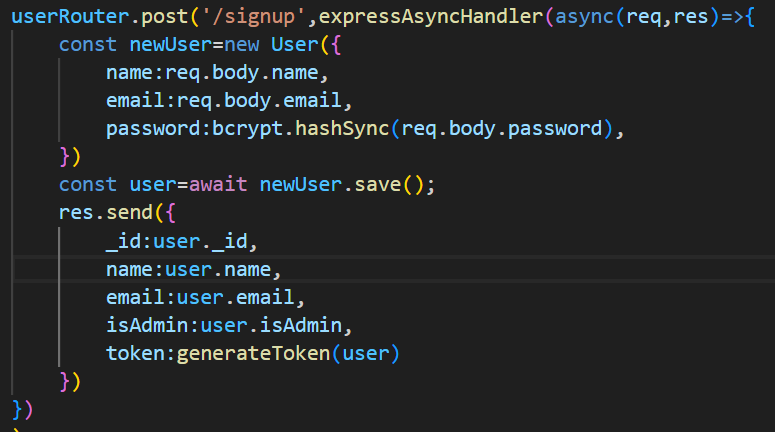 userRouter.post('/signup',expressAsyncHandler(async(req,res)=>{
    const newUser=new User({
        name:req.body.name,
        email:req.body.email,
        password:bcrypt.hashSync(req.body.password),
    })
    const user=await newUser.save();
    res.send({
        _id:user._id,
        name:user.name,
        email:user.email,
        isAdmin:user.isAdmin,
        token:generateToken(user)
    })
})
)